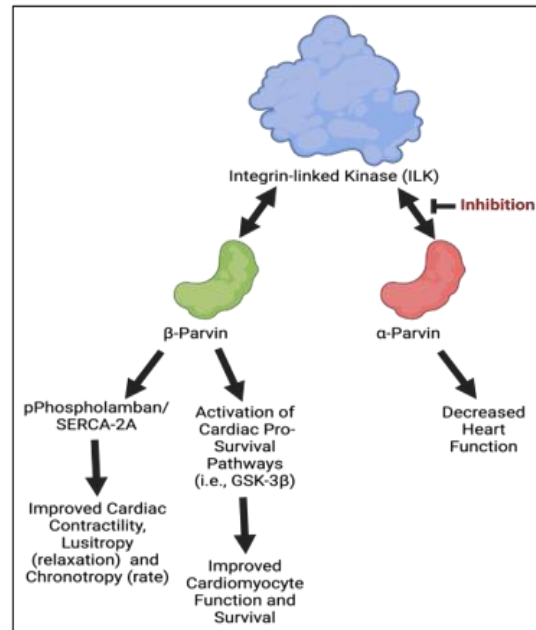 Integrin-linked Kinase (ILK)
Inhibition
β-Parvin
α-Parvin
pPhospholamban/
SERCA-2A
Activation of
Cardiac Pro-
Survival
Pathways
(i.e., GSK-3β)
Decreased
Heart
Function
Improved Cardiac
Contractility,
Lusitropy
(relaxation) and
Chronotropy (rate)
Improved
Cardiomyocyte
Function and
Survival